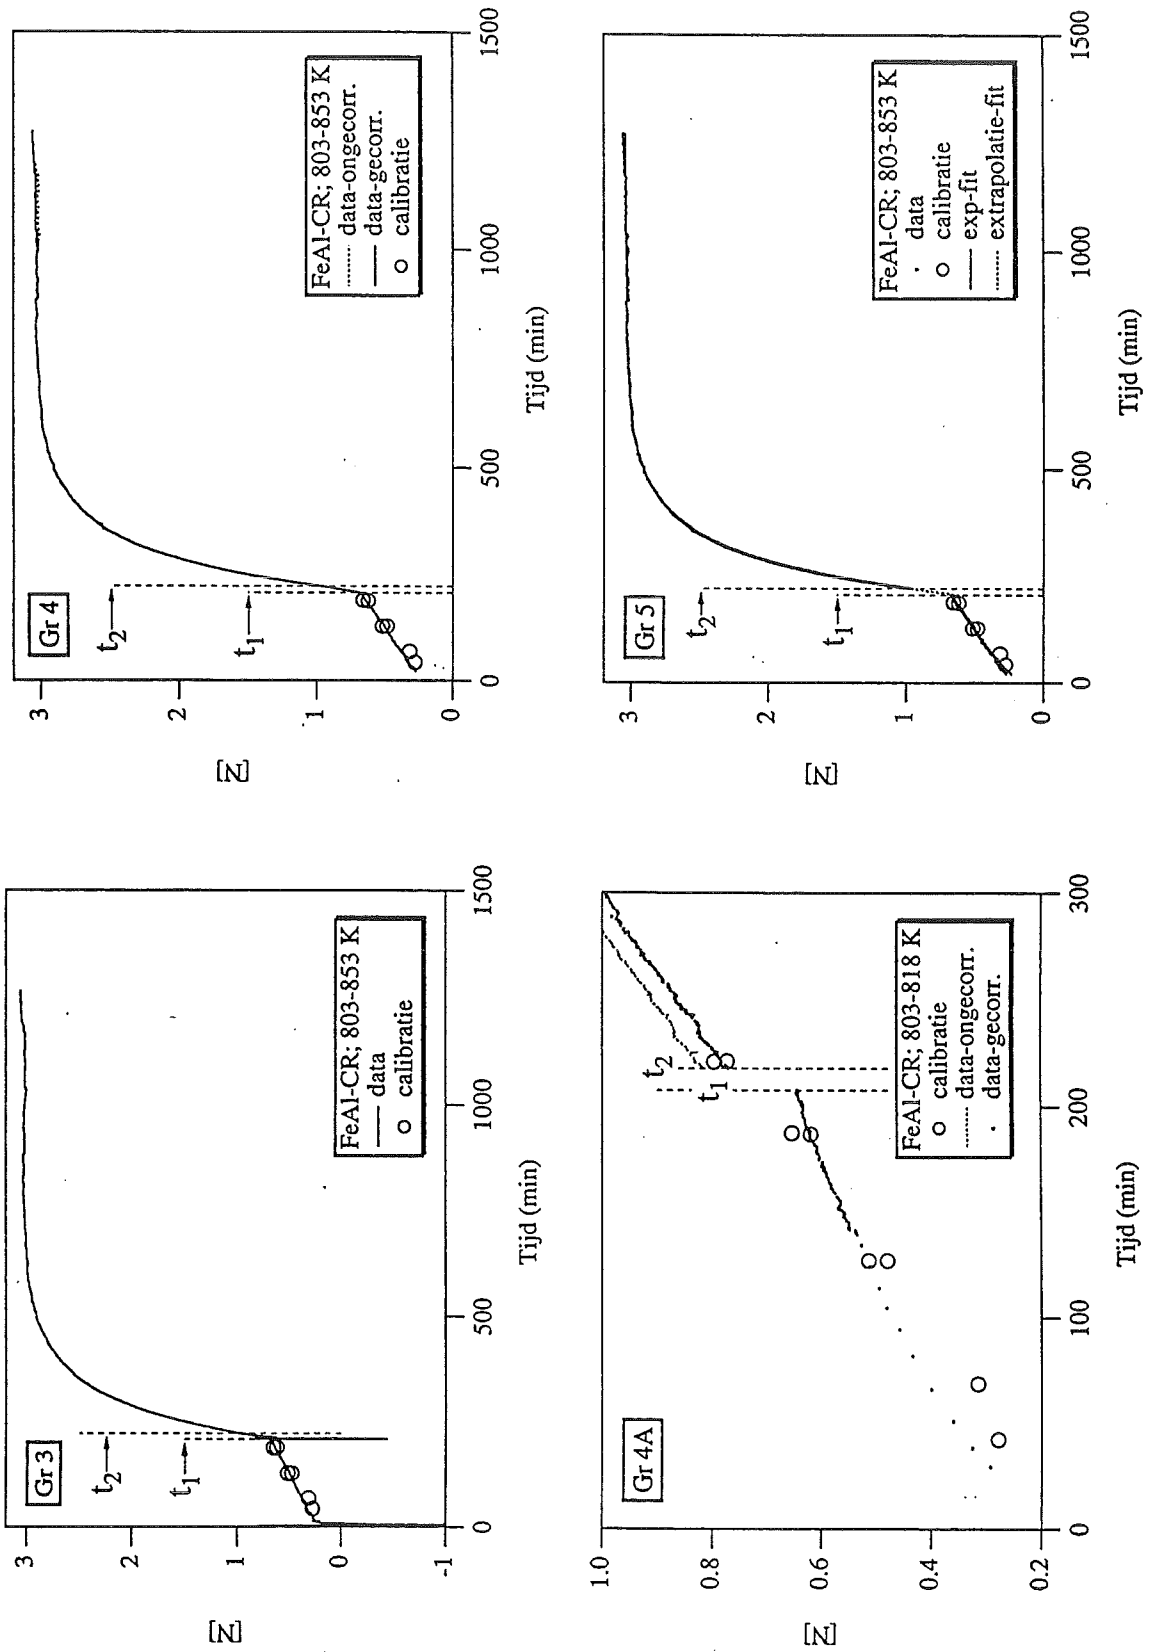 Gr 3
[N]
3
2
1
0
-1
t2
t1
FeAl-CR; 803-853 K
data
calibratie
0
500
1000
1500
Tijd (min)
Gr 4
[N]
3
2
1
0
t2
t1
FeAl-CR; 803-853 K
data-ongecorr.
data-gecorr.
calibratie
0
500
1000
1500
Tijd (min)
Gr 4A
[N]
1.0
0.8
0.6
0.4
0.2
t2
t1
FeAl-CR; 803-818 K
calibratie
data-ongecorr.
data-gecorr.
0
100
200
300
Tijd (min)
Gr 5
[N]
3
2
1
0
t2
t1
FeAl-CR; 803-853 K
data
calibratie
exp-fit
extrapolatie-fit
0
500
1000
1500
Tijd (min)